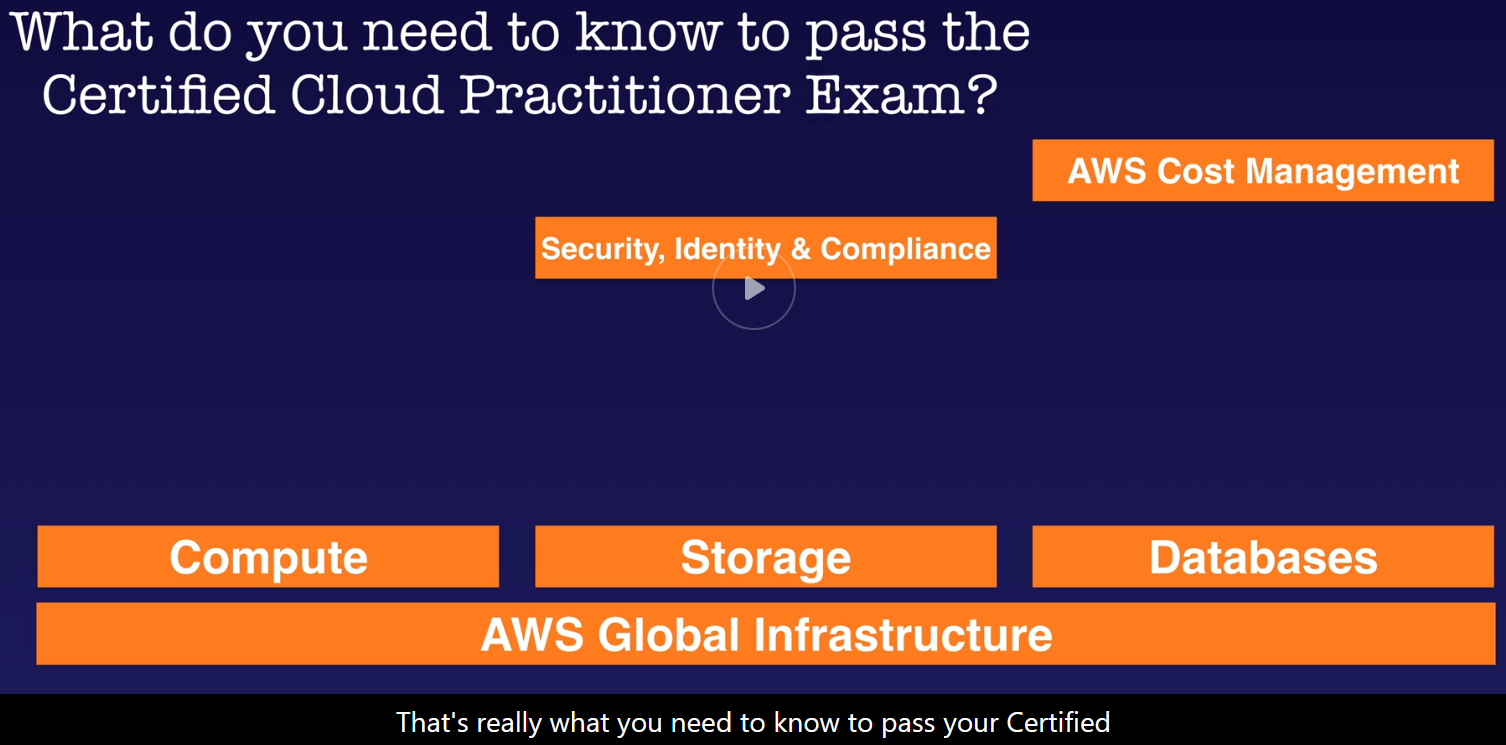 What do you need to know to pass the
Certified Cloud Practitioner Exam?
AWS Cost Management
Security, Identity & Compliance
Compute
Storage
Databases
AWS Global Infrastructure
That's really what you need to know to pass your Certified